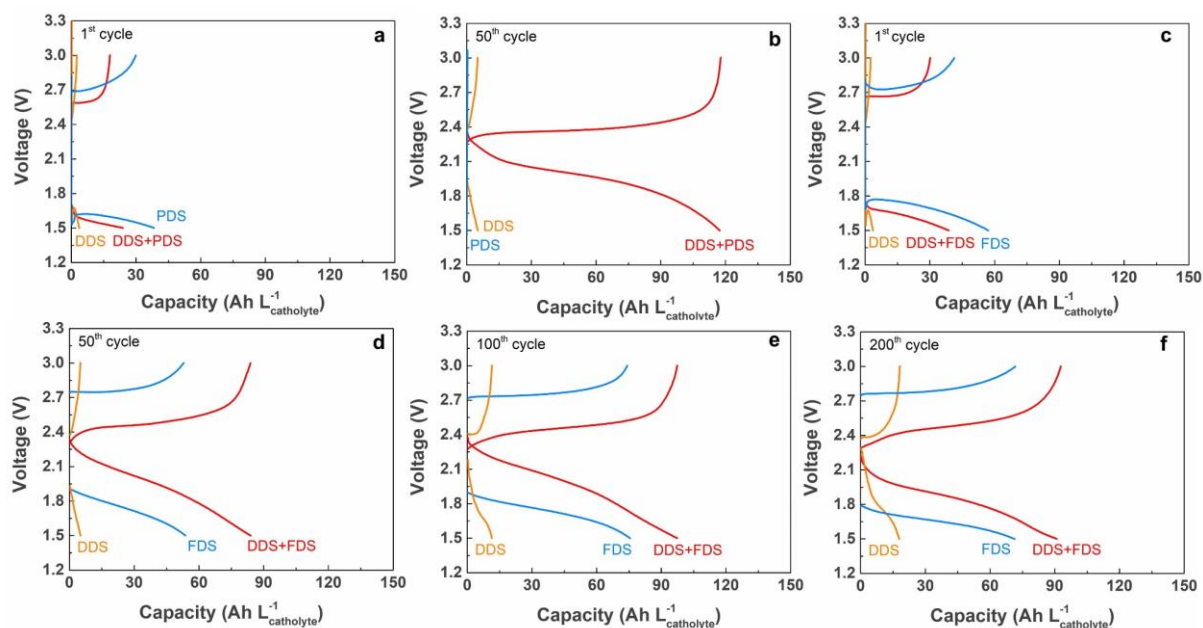 1st cycle
a
3.3
3.0
2.7
2.4
2.1
1.8
1.5
1.2
Voltage (V)
PDS
DDS
DDS+PDS
0 30 60 90 120 150
Capacity (Ah L-1catholyte)
50th cycle
b
3.3
3.0
2.7
2.4
2.1
1.8
1.5
1.2
Voltage (V)
DDS
PDS
DDS+PDS
0 30 60 90 120 150
Capacity (Ah L-1catholyte)
1st cycle
c
3.3
3.0
2.7
2.4
2.1
1.8
1.5
1.2
Voltage (V)
DDS
DDS+FDS
FDS
0 30 60 90 120 150
Capacity (Ah L-1catholyte)
50th cycle
d
3.3
3.0
2.7
2.4
2.1
1.8
1.5
1.2
Voltage (V)
DDS
FDS
DDS+FDS
0 30 60 90 120 150
Capacity (Ah L-1catholyte)
100th cycle
e
3.3
3.0
2.7
2.4
2.1
1.8
1.5
1.2
Voltage (V)
DDS
FDS
DDS+FDS
0 30 60 90 120 150
Capacity (Ah L-1catholyte)
200th cycle
f
3.3
3.0
2.7
2.4
2.1
1.8
1.5
1.2
Voltage (V)
DDS
FDS
DDS+FDS
0 30 60 90 120 150
Capacity (Ah L-1catholyte)